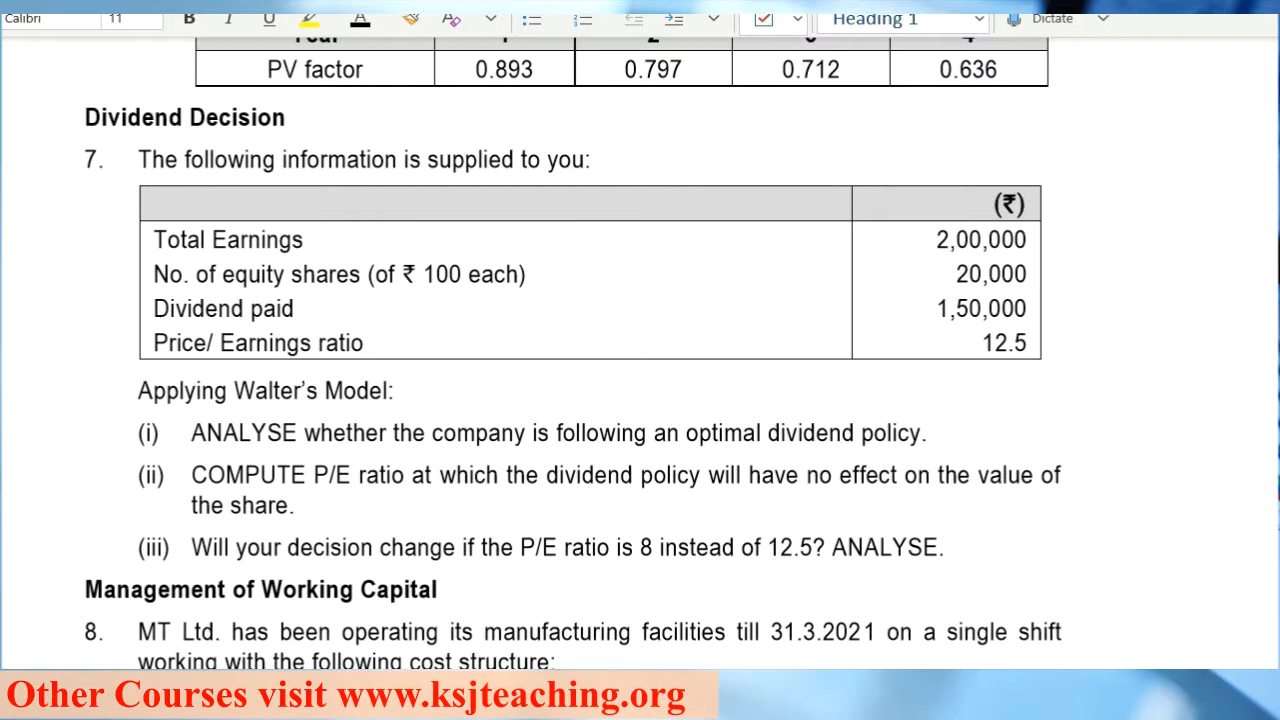 Calibri 11 B I U A Heading 1 Dictate
Year 1 2 3 4
PV factor 0.893 0.797 0.712 0.636
Dividend Decision
7. The following information is supplied to you:
(₹)
Total Earnings 2,00,000
No. of equity shares (of ₹ 100 each) 20,000
Dividend paid 1,50,000
Price/ Earnings ratio 12.5
Applying Walter’s Model:
(i) ANALYSE whether the company is following an optimal dividend policy.
(ii) COMPUTE P/E ratio at which the dividend policy will have no effect on the value of
the share.
(iii) Will your decision change if the P/E ratio is 8 instead of 12.5? ANALYSE.
Management of Working Capital
8. MT Ltd. has been operating its manufacturing facilities till 31.3.2021 on a single shift
working with the following cost structure:
Other Courses visit www.ksjteaching.org